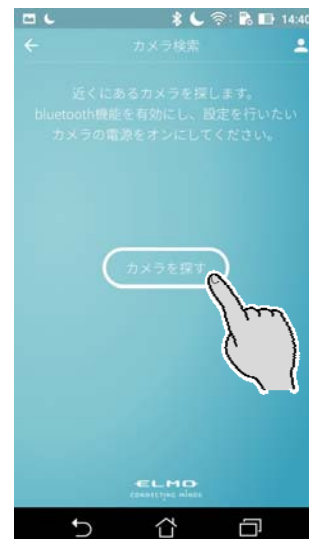 14:40
カメラ検索
近くにあるカメラを探します。
bluetooth機能を有効にし、設定を行いたい
カメラの電源をオンにしてください。
カメラを探す
ELMO
CONNECTING MINDS